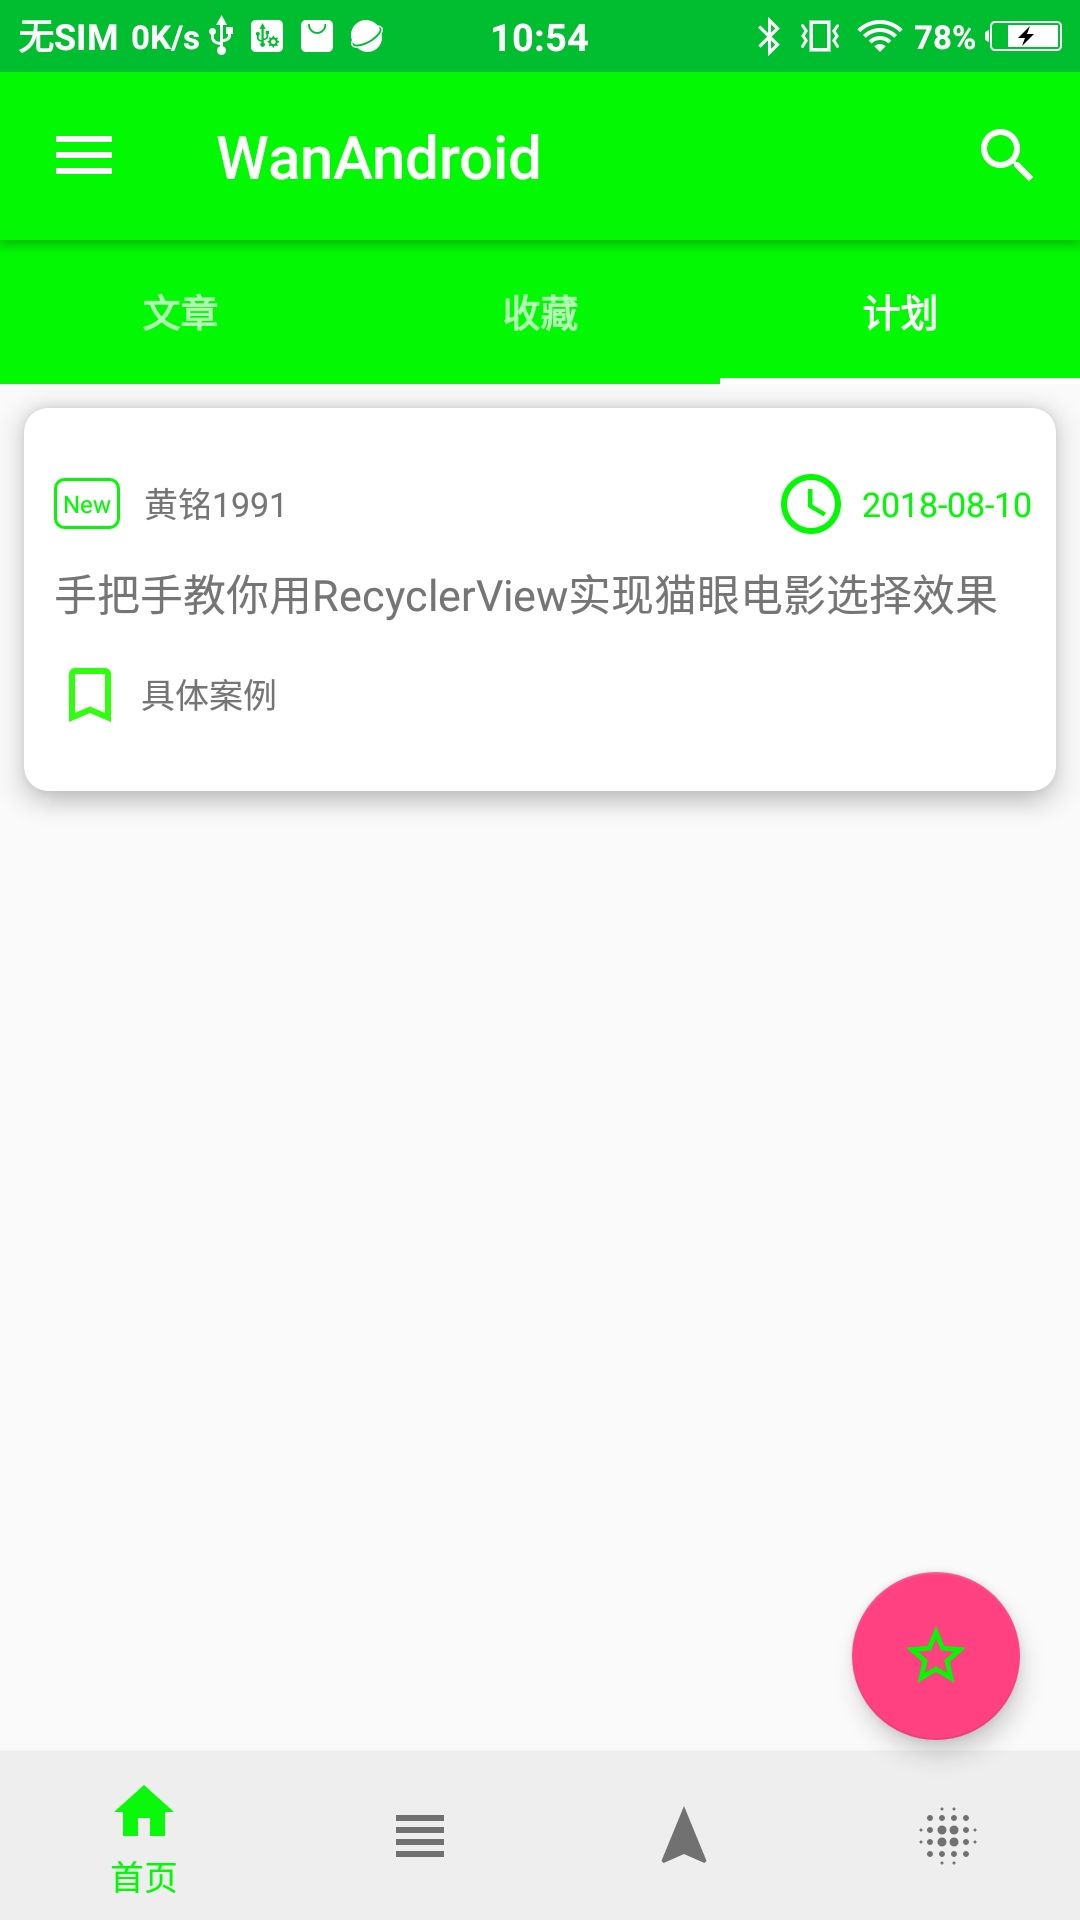 无SIM 0K/s 10:54 78%
WanAndroid
文章 收藏 计划
New 黄铭1991 2018-08-10
手把手教你用RecyclerView实现猫眼电影选择效果
具体案例
首页